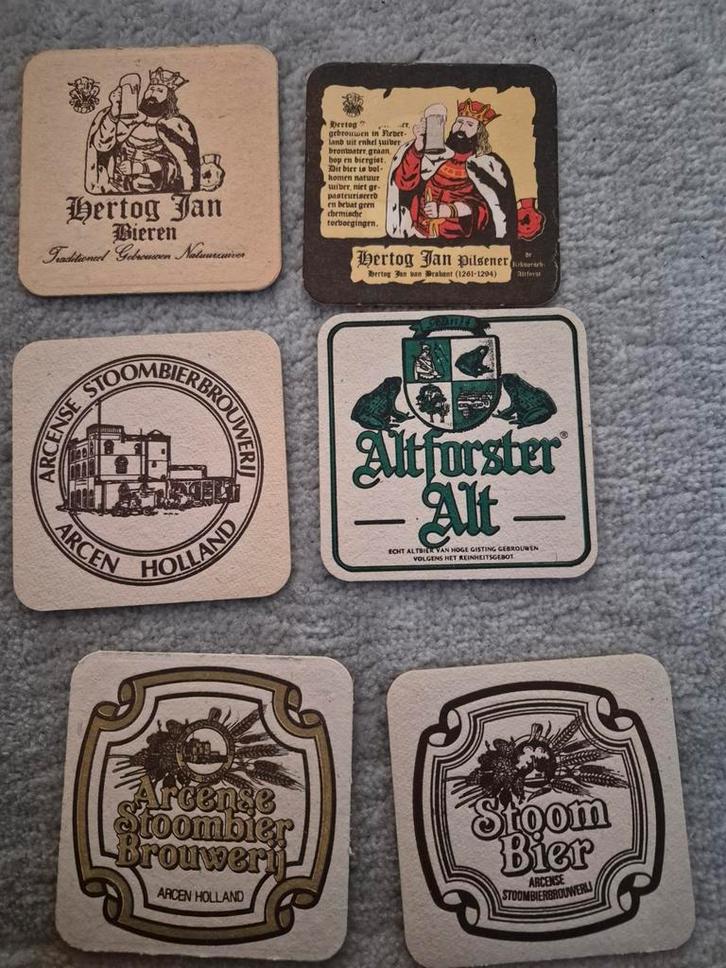 Hertog Jan
Bieren
Traditioneel Gebrouwen Natuurzuiver
Hertog
gebrouwen in Neder-
land uit enkel zuiver
bronwater, graan,
hop en biergist.
Dit bier is vol-
komen natuur
zuiver, niet ge-
pasteuriseerd
en bevat geen
chemische
toevoegingen.
Hertog Jan Pilsener
Hertog Jan van Brabant (1261-1294)
de
Altforst
ARCENSE STOOMBIERBROUWERIJ
ARCEN HOLLAND
Altforster®
Alt
ECHT ALTBIER VAN HOGE GISTING GEBROUWEN
VOLGENS HET REINHEITSGEBOT
Arcense
Stoombier
Brouwerij
ARCEN HOLLAND
Stoom
Bier
ARCENSE
STOOMBIERBROUWERIJ